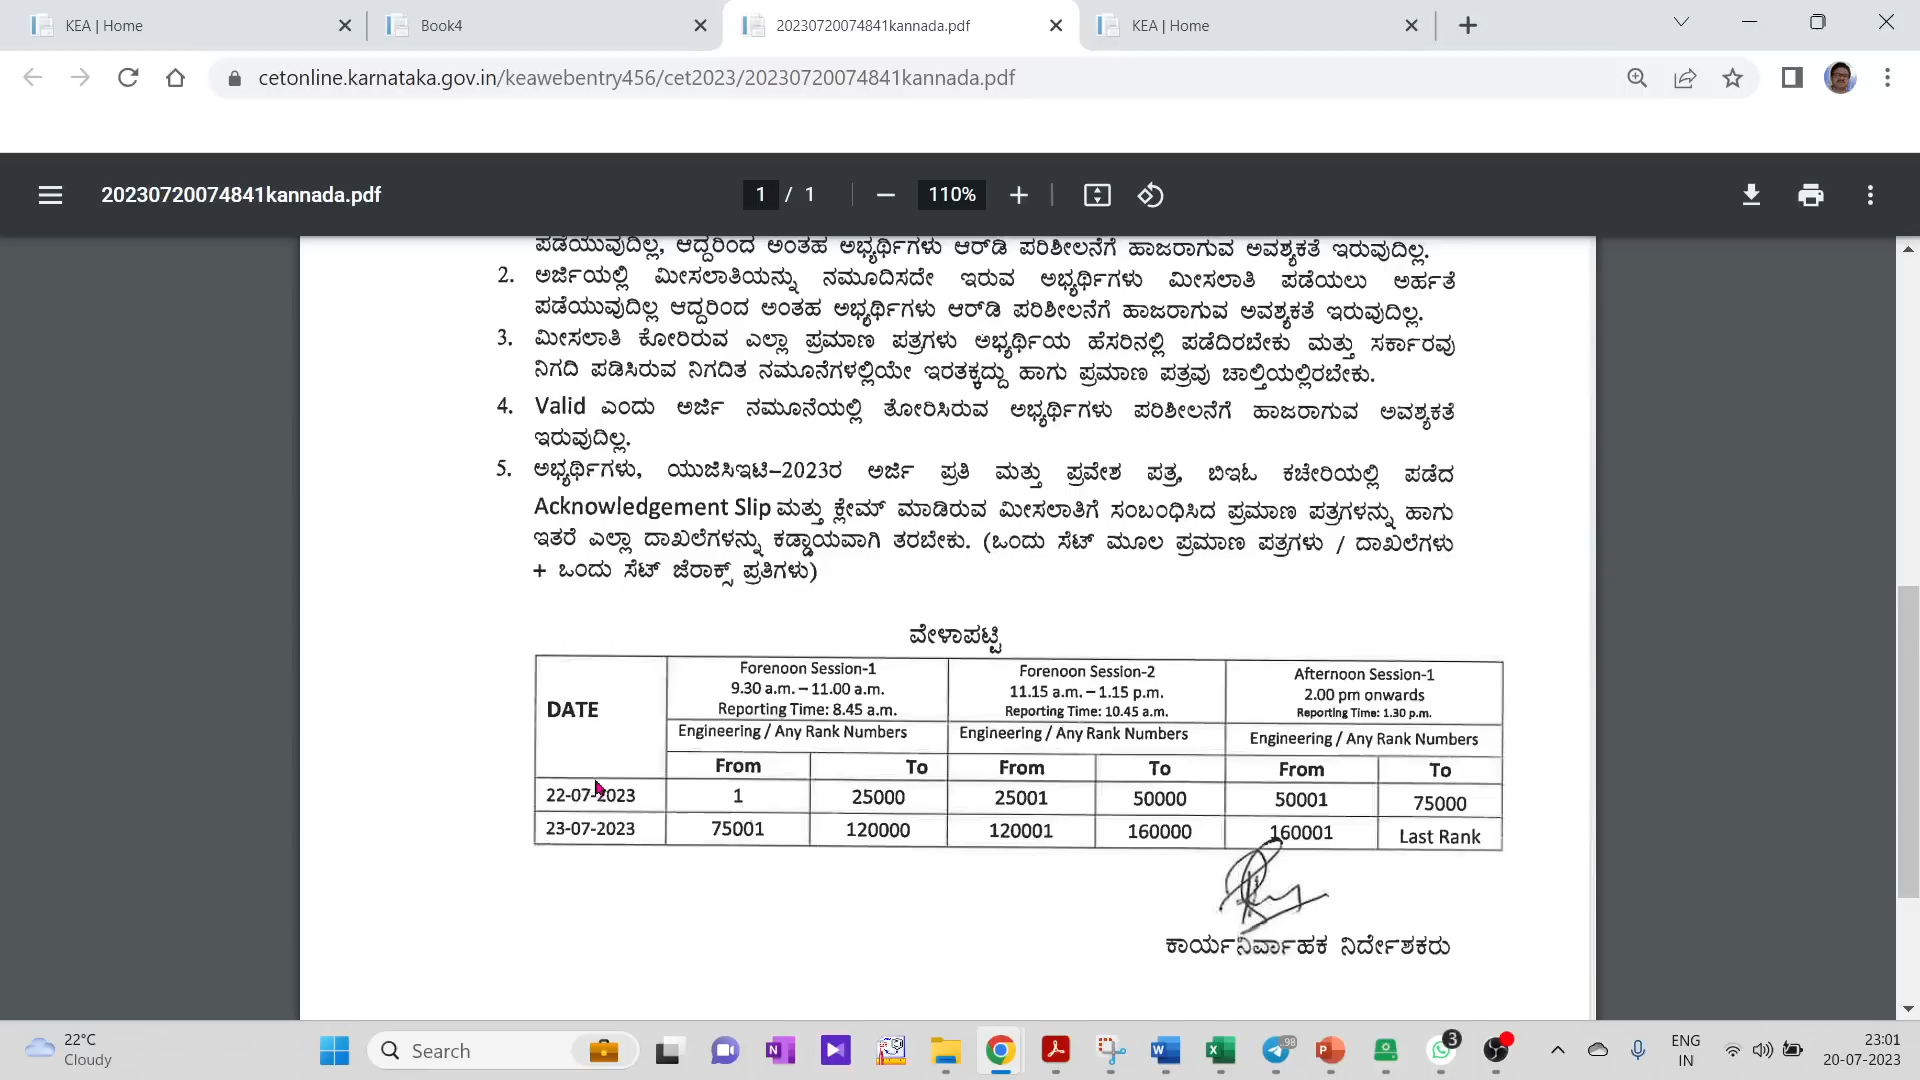 KEA | Home
Book4
20230720074841kannada.pdf
KEA | Home
cetonline.karnataka.gov.in/keawebentry456/cet2023/20230720074841kannada.pdf
20230720074841kannada.pdf
1 / 1
110%
ಪಡೆಯುವುದಿಲ್ಲ, ಆದ್ದರಿಂದ ಅಂತಹ ಅಭ್ಯರ್ಥಿಗಳು ಆರ್‌ಡಿ ಪರಿಶೀಲನೆಗೆ ಹಾಜರಾಗುವ ಅವಶ್ಯಕತೆ ಇರುವುದಿಲ್ಲ.
2. ಅರ್ಜಿಯಲ್ಲಿ ಮೀಸಲಾತಿಯನ್ನು ನಮೂದಿಸದೇ ಇರುವ ಅಭ್ಯರ್ಥಿಗಳು ಮೀಸಲಾತಿ ಪಡೆಯಲು ಅರ್ಹತೆ
ಪಡೆಯುವುದಿಲ್ಲ ಆದ್ದರಿಂದ ಅಂತಹ ಅಭ್ಯರ್ಥಿಗಳು ಆರ್‌ಡಿ ಪರಿಶೀಲನೆಗೆ ಹಾಜರಾಗುವ ಅವಶ್ಯಕತೆ ಇರುವುದಿಲ್ಲ.
3. ಮೀಸಲಾತಿ ಕೋರಿರುವ ಎಲ್ಲಾ ಪ್ರಮಾಣ ಪತ್ರಗಳು ಅಭ್ಯರ್ಥಿಯ ಹೆಸರಿನಲ್ಲಿ ಪಡೆದಿರಬೇಕು ಮತ್ತು ಸರ್ಕಾರವು
ನಿಗದಿ ಪಡಿಸಿರುವ ನಿಗದಿತ ನಮೂನೆಗಳಲ್ಲಿಯೇ ಇರತಕ್ಕದ್ದು ಹಾಗು ಪ್ರಮಾಣ ಪತ್ರವು ಚಾಲ್ತಿಯಲ್ಲಿರಬೇಕು.
4. Valid ಎಂದು ಅರ್ಜಿ ನಮೂನೆಯಲ್ಲಿ ತೋರಿಸಿರುವ ಅಭ್ಯರ್ಥಿಗಳು ಪರಿಶೀಲನೆಗೆ ಹಾಜರಾಗುವ ಅವಶ್ಯಕತೆ
ಇರುವುದಿಲ್ಲ.
5. ಅಭ್ಯರ್ಥಿಗಳು, ಯುಜಿಸಿಇಟಿ–2023ರ ಅರ್ಜಿ ಪ್ರತಿ ಮತ್ತು ಪ್ರವೇಶ ಪತ್ರ, ಬಿಇಓ ಕಚೇರಿಯಲ್ಲಿ ಪಡೆದ
Acknowledgement Slip ಮತ್ತು ಕ್ಲೇಮ್ ಮಾಡಿರುವ ಮೀಸಲಾತಿಗೆ ಸಂಬಂಧಿಸಿದ ಪ್ರಮಾಣ ಪತ್ರಗಳನ್ನು ಹಾಗು
ಇತರೆ ಎಲ್ಲಾ ದಾಖಲೆಗಳನ್ನು ಕಡ್ಡಾಯವಾಗಿ ತರಬೇಕು. (ಒಂದು ಸೆಟ್ ಮೂಲ ಪ್ರಮಾಣ ಪತ್ರಗಳು / ದಾಖಲೆಗಳು
+ ಒಂದು ಸೆಟ್ ಜೆರಾಕ್ಸ್ ಪ್ರತಿಗಳು)
ವೇಳಾಪಟ್ಟಿ
DATE
Forenoon Session-1
9.30 a.m. – 11.00 a.m.
Reporting Time: 8.45 a.m.
Forenoon Session-2
11.15 a.m. – 1.15 p.m.
Reporting Time: 10.45 a.m.
Afternoon Session-1
2.00 pm onwards
Reporting Time: 1.30 p.m.
Engineering / Any Rank Numbers Engineering / Any Rank Numbers Engineering / Any Rank Numbers
From To From To From To
22-07-2023 1 25000 25001 50000 50001 75000
23-07-2023 75001 120000 120001 160000 160001 Last Rank
ಕಾರ್ಯನಿರ್ವಾಹಕ ನಿರ್ದೇಶಕರು
22°C
Cloudy
Search
98
3
ENG
IN
23:01
20-07-2023